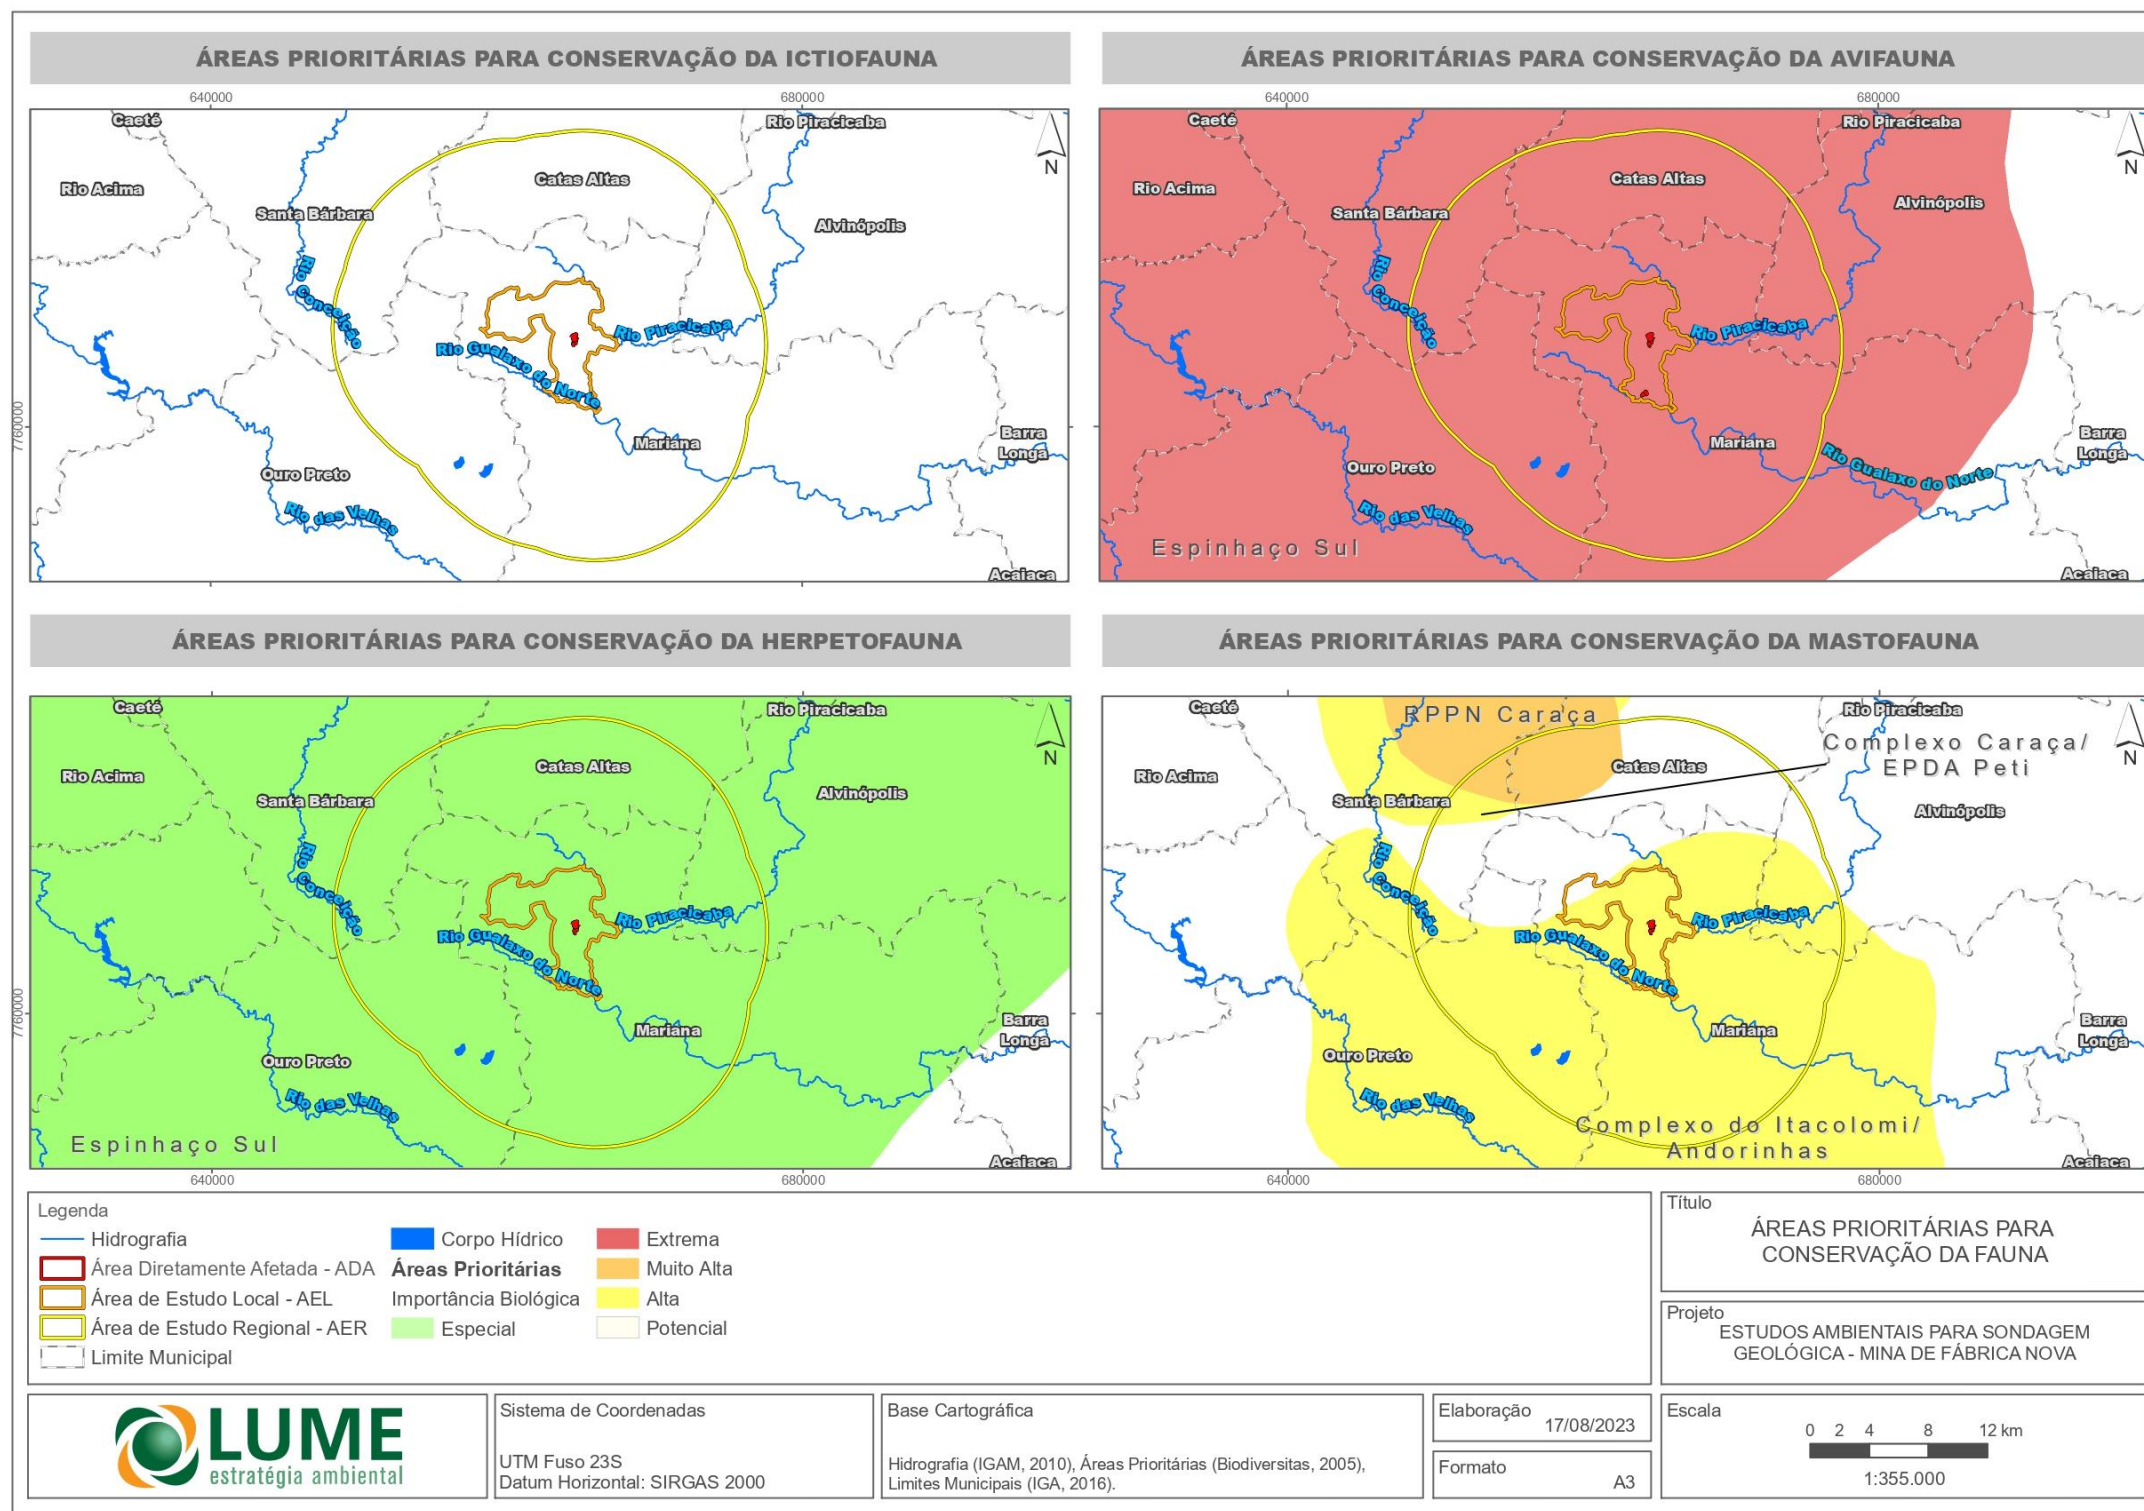 ÁREAS PRIORITÁRIAS PARA CONSERVAÇÃO DA ICTIOFAUNA
640000
680000
7760000
Caeté
Rio Piracicaba
Rio Acima
Catas Altas
Santa Bárbara
Alvinópolis
N
Rio Conceição
Rio Piracicaba
Rio Gualaxo do Norte
Mariana
Barra
Longa
Ouro Preto
Rio das Velhas
Acaiaca
ÁREAS PRIORITÁRIAS PARA CONSERVAÇÃO DA AVIFAUNA
640000
680000
Caeté
Rio Piracicaba
Rio Acima
Catas Altas
Santa Bárbara
Alvinópolis
N
Rio Conceição
Rio Piracicaba
Mariana
Barra
Longa
Ouro Preto
Rio Gualaxo do Norte
Rio das Velhas
Espinhaço Sul
Acaiaca
ÁREAS PRIORITÁRIAS PARA CONSERVAÇÃO DA HERPETOFAUNA
Caeté
Rio Piracicaba
Rio Acima
Catas Altas
Santa Bárbara
Alvinópolis
N
Rio Conceição
Rio Piracicaba
Rio Gualaxo do Norte
7760000
Mariana
Barra
Longa
Ouro Preto
Rio das Velhas
Espinhaço Sul
Acaiaca
640000
680000
ÁREAS PRIORITÁRIAS PARA CONSERVAÇÃO DA MASTOFAUNA
Caeté
RPPN Caraça
Rio Piracicaba
Complexo Caraça/
EPDA Peti
Rio Acima
Catas Altas
Santa Bárbara
Alvinópolis
N
Rio Conceição
Rio Piracicaba
Rio Gualaxo do Norte
Mariana
Barra
Longa
Ouro Preto
Rio das Velhas
Complexo do Itacolomi/
Andorinhas
Acaiaca
640000
680000
Legenda
Hidrografia
Área Diretamente Afetada - ADA
Área de Estudo Local - AEL
Área de Estudo Regional - AER
Limite Municipal
Corpo Hídrico
Áreas Prioritárias
Importância Biológica
Especial
Extrema
Muito Alta
Alta
Potencial
Título
ÁREAS PRIORITÁRIAS PARA
CONSERVAÇÃO DA FAUNA
Projeto
ESTUDOS AMBIENTAIS PARA SONDAGEM
GEOLÓGICA - MINA DE FÁBRICA NOVA
LUME
estratégia ambiental
Sistema de Coordenadas
UTM Fuso 23S
Datum Horizontal: SIRGAS 2000
Base Cartográfica
Hidrografia (IGAM, 2010), Áreas Prioritárias (Biodiversitas, 2005),
Limites Municipais (IGA, 2016).
Elaboração
17/08/2023
Formato
A3
Escala
0 2 4 8 12 km
1:355.000